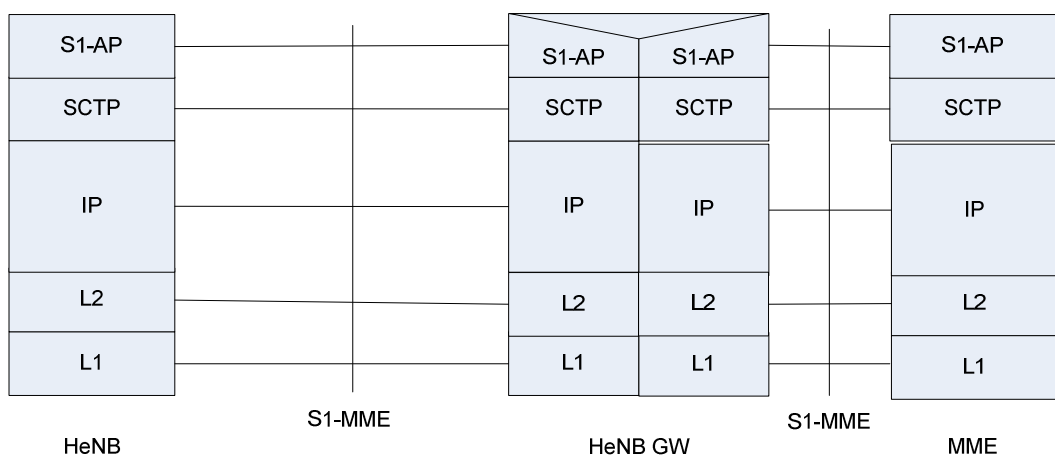 S1-AP
S1-AP S1-AP
S1-AP
SCTP
SCTP SCTP
SCTP
IP
IP IP
IP
L2
L2 L2
L2
L1
L1 L1
L1
S1-MME
S1-MME
HeNB
HeNB GW
MME